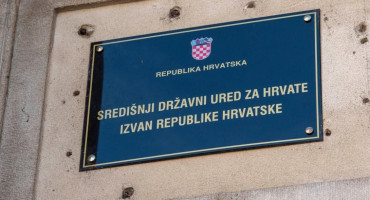 REPUBLIKA HRVATSKA
SREDIŠNJI DRŽAVNI URED ZA HRVATE
IZVAN REPUBLIKE HRVATSKE